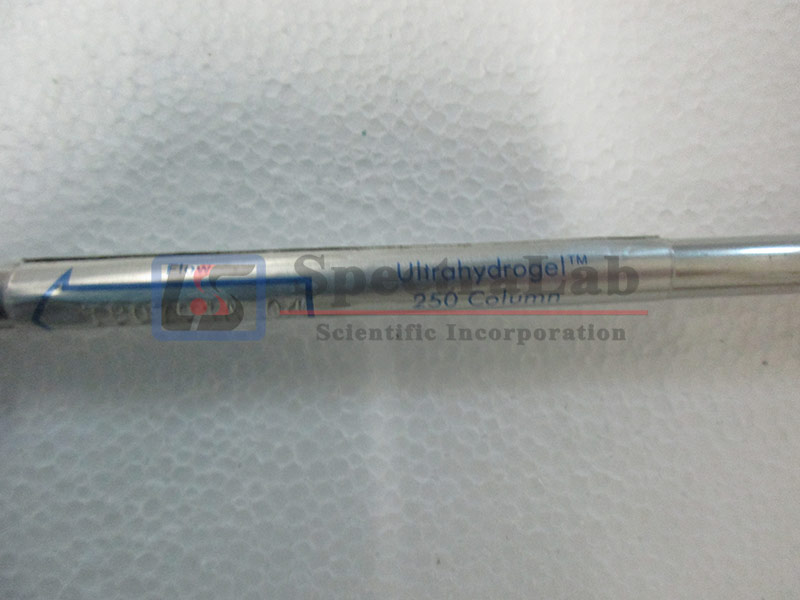 Flow
Ultrahydrogel™
250 Column
SpectraLab
Scientific Incorporation